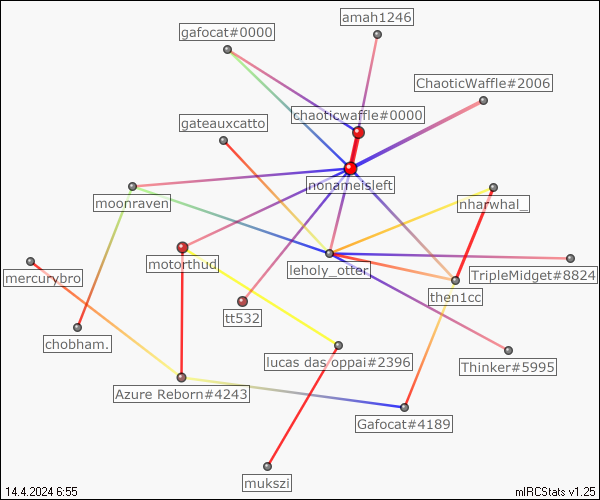 amah1246
gafocat#0000
ChaoticWaffle#2006
chaoticwaffle#0000
gateauxcatto
nonameisleft
moonraven
nharwhal_
motorthud
leholy_otter
mercurybro
TripleMidget#8824
then1cc
tt532
chobham.
lucas das oppai#2396
Thinker#5995
Azure Reborn#4243
Gafocat#4189
mukszi
14.4.2024 6:55
mIRCStats v1.25